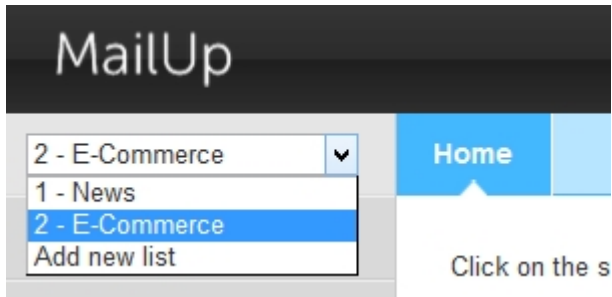 MailUp
2 - E-Commerce
Home
1 - News
2 - E-Commerce
Add new list
Click on the s